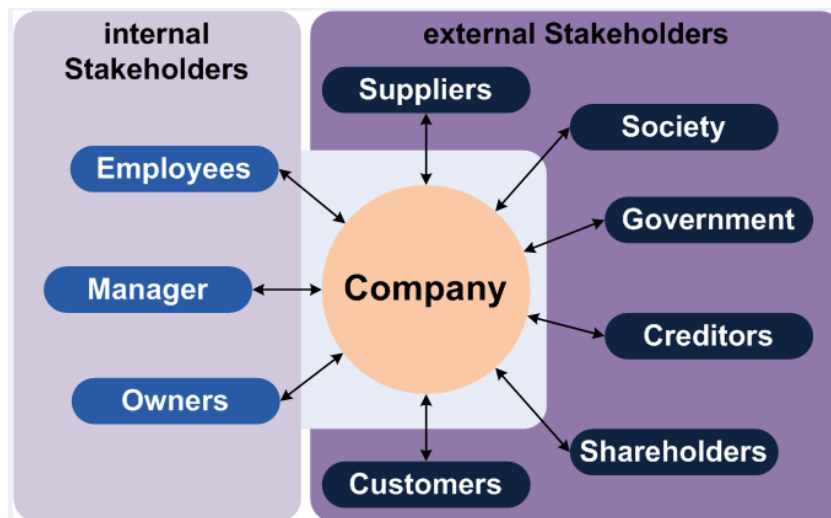 internal
Stakeholders
external Stakeholders
Suppliers
Society
Employees
Government
Manager
Company
Creditors
Owners
Shareholders
Customers